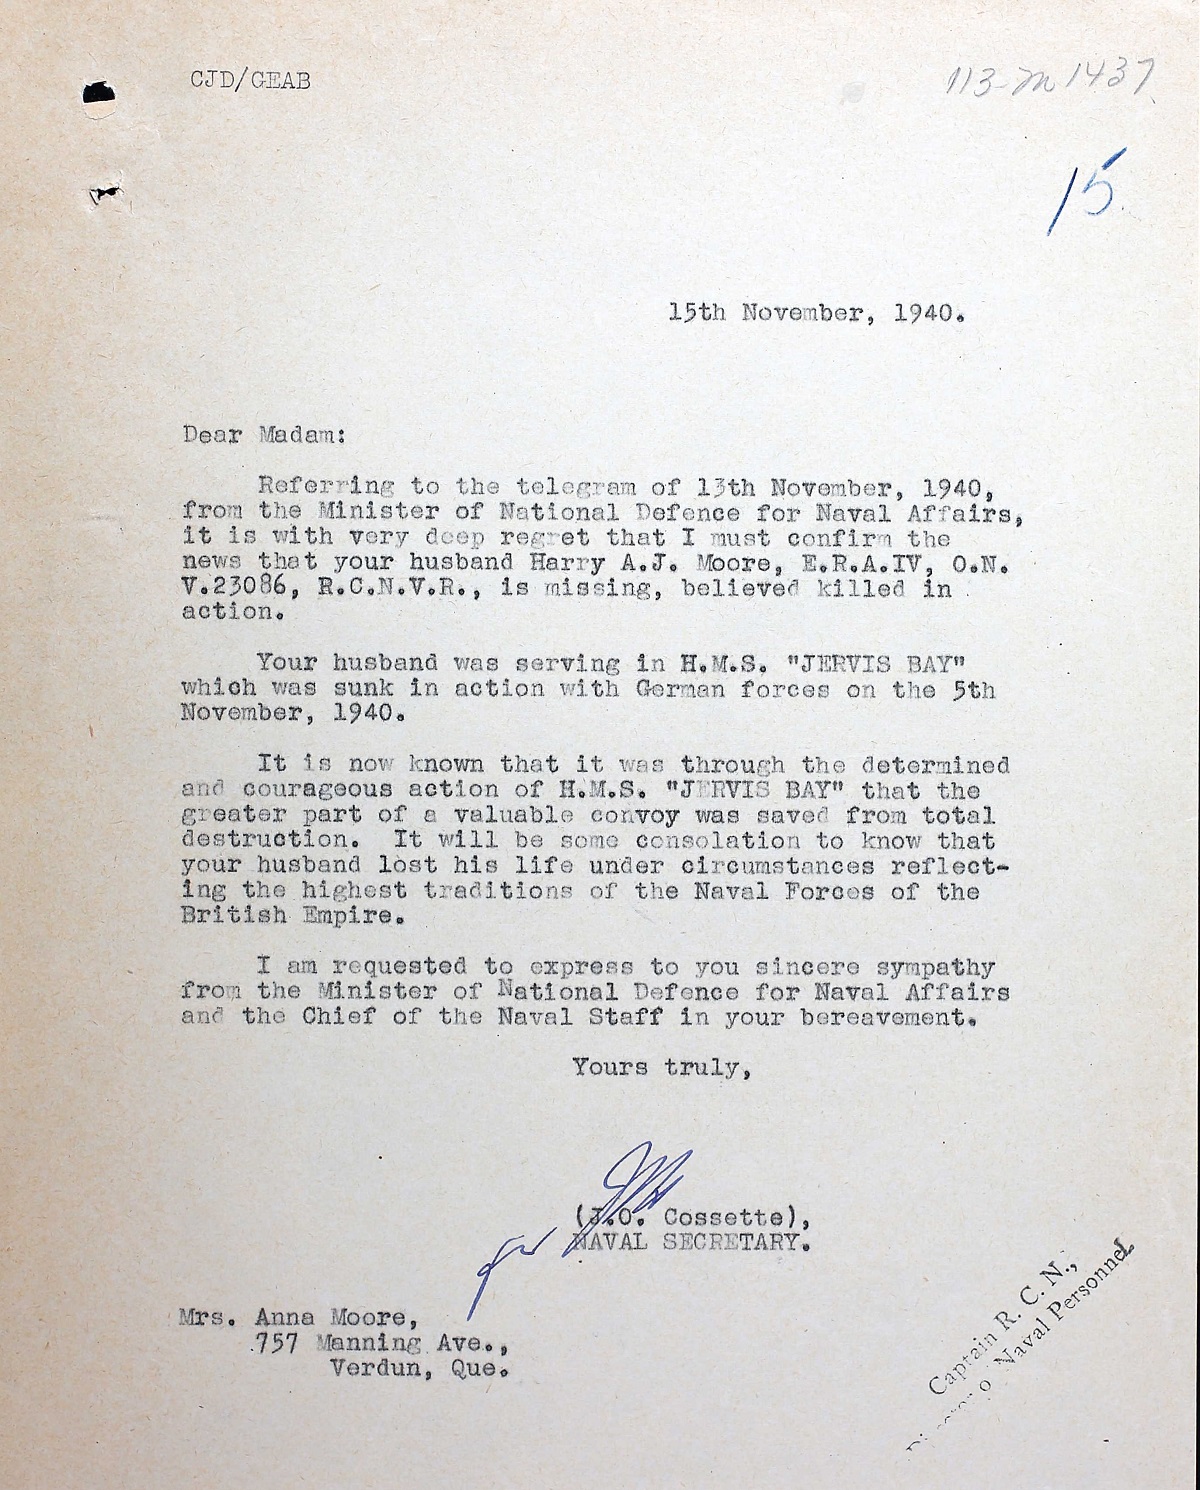 CJD/GEAB
113-M1437
15
15th November, 1940.
Dear Madam:
Referring to the telegram of 13th November, 1940,
from the Minister of National Defence for Naval Affairs,
it is with very deep regret that I must confirm the
news that your husband Harry A.J. Moore, E.R.A.IV, O.N.
V.23086, R.C.N.V.R., is missing, believed killed in
action.
Your husband was serving in H.M.S. "JERVIS BAY"
which was sunk in action with German forces on the 5th
November, 1940.
It is now known that it was through the determined
and courageous action of H.M.S. "JERVIS BAY" that the
greater part of a valuable convoy was saved from total
destruction. It will be some consolation to know that
your husband lost his life under circumstances reflect-
ing the highest traditions of the Naval Forces of the
British Empire.
I am requested to express to you sincere sympathy
from the Minister of National Defence for Naval Affairs
and the Chief of the Naval Staff in your bereavement.
Yours truly,
for
(J.O. Cossette),
NAVAL SECRETARY.
Mrs. Anna Moore,
757 Manning Ave.,
Verdun, Que.
Captain R. C. N.,
Naval Personnel